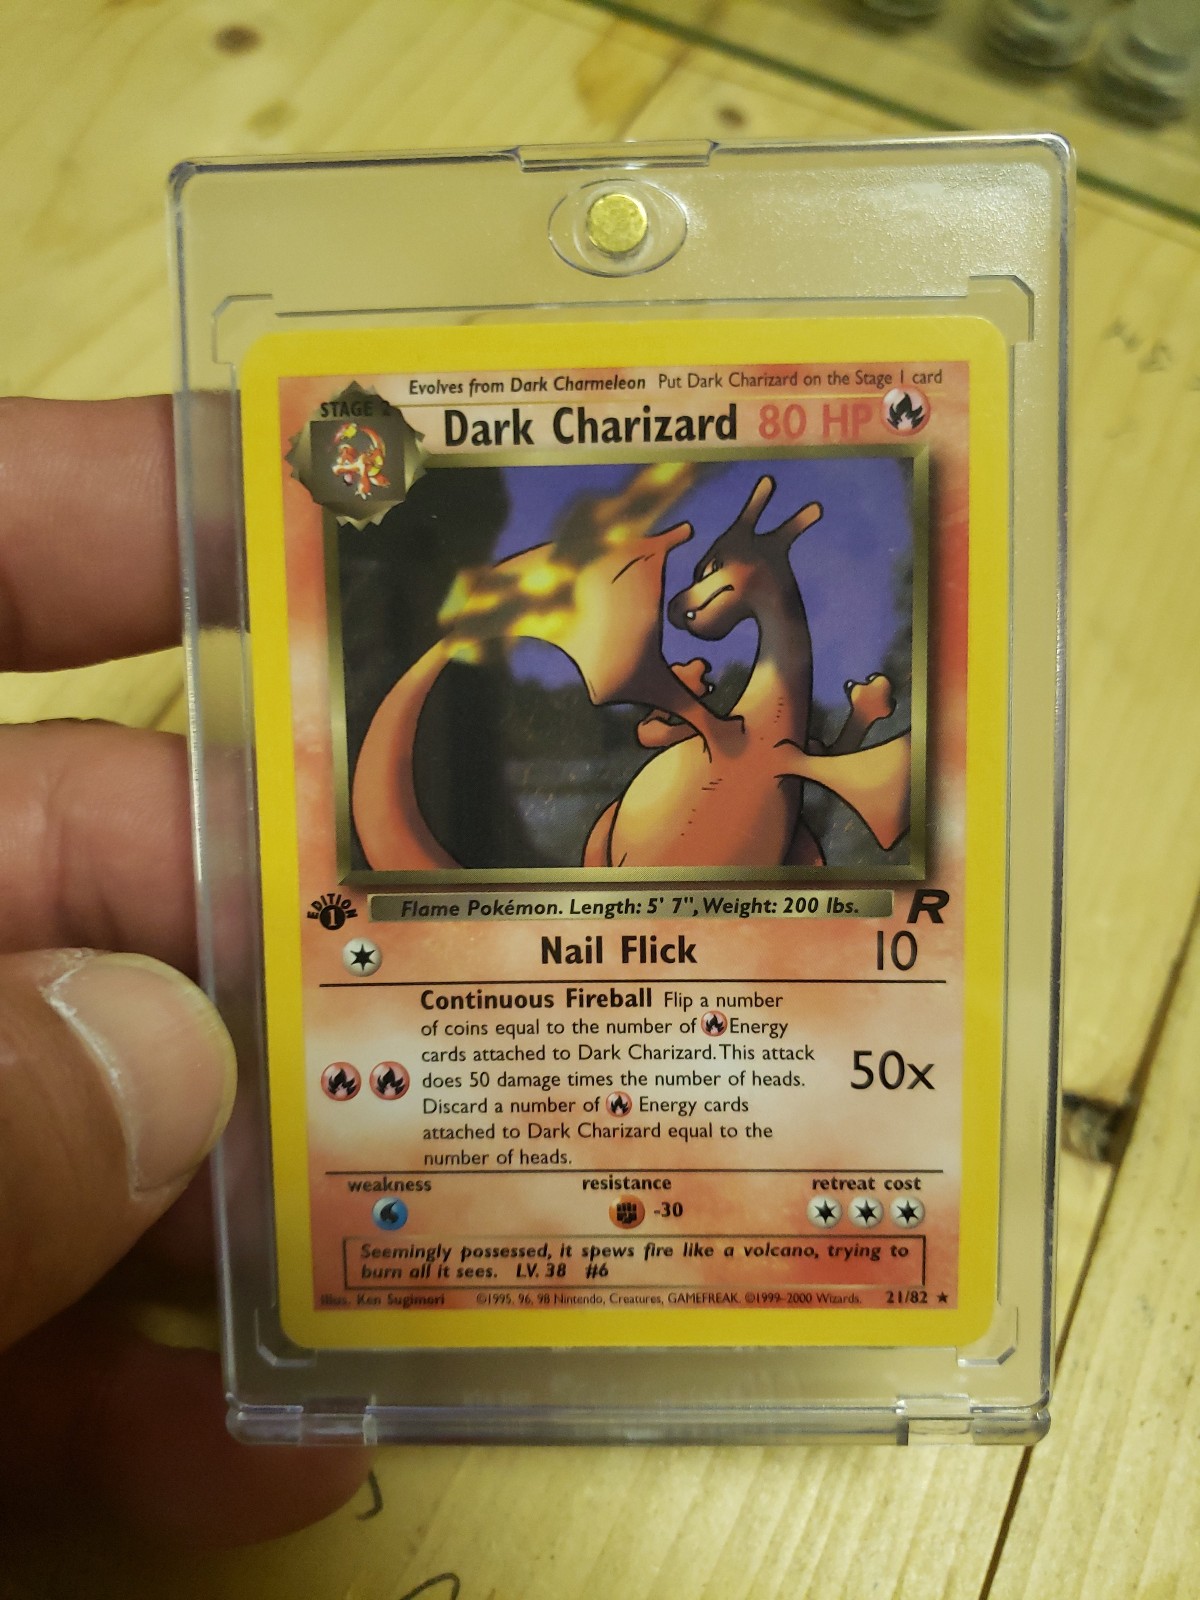 Evolves from Dark Charmeleon Put Dark Charizard on the Stage 1 card
STAGE 2
Dark Charizard 80 HP
EDITION
1
Flame Pokémon. Length: 5' 7", Weight: 200 lbs.
R
Nail Flick 10
Continuous Fireball Flip a number
of coins equal to the number of Energy
cards attached to Dark Charizard. This attack
does 50 damage times the number of heads.
50x
Discard a number of Energy cards
attached to Dark Charizard equal to the
number of heads.
weakness resistance retreat cost
-30
Seemingly possessed, it spews fire like a volcano, trying to
burn all it sees. LV. 38 #6
Illus. Ken Sugimori ©1995, 96, 98 Nintendo, Creatures, GAMEFREAK. ©1999-2000 Wizards. 21/82 ★